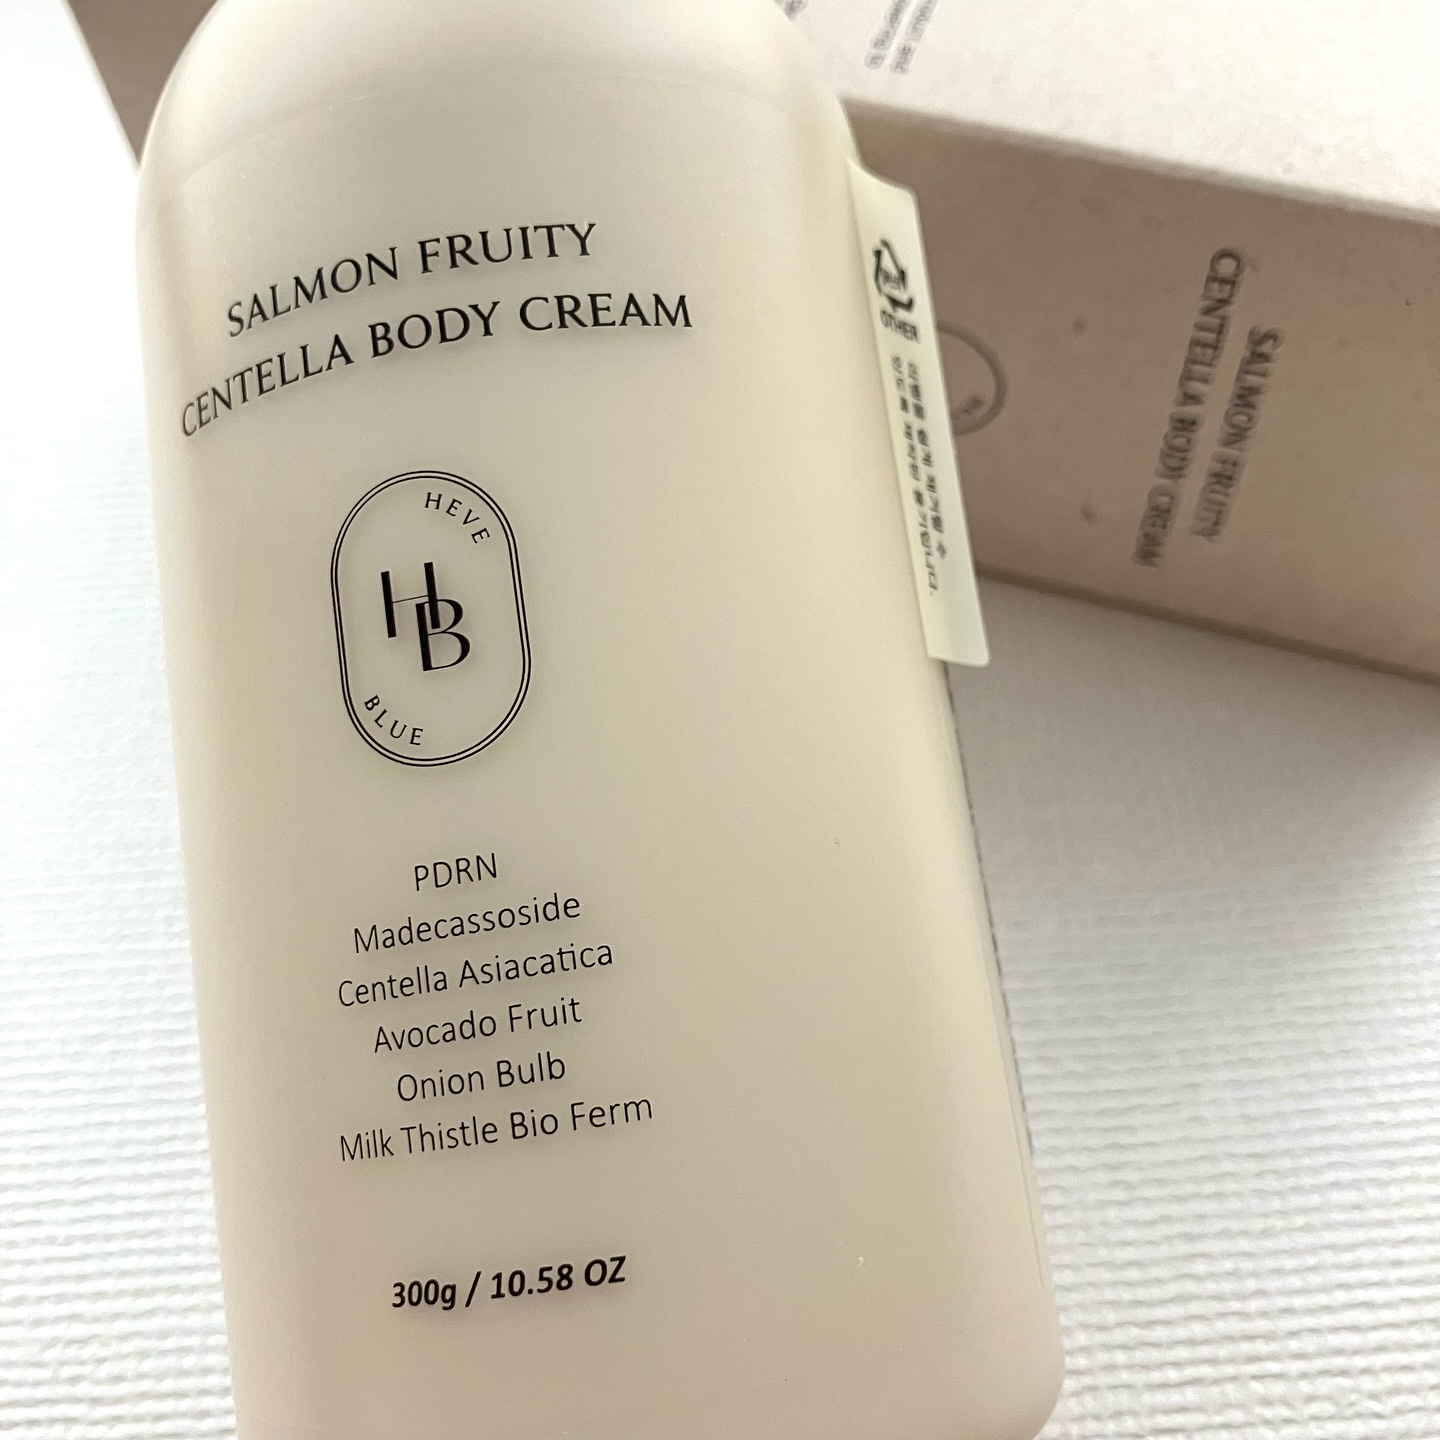 SALMON FRUITY
CENTELLA BODY CREAM
HEVE
HB
BLUE
PDRN
Madecassoside
Centella Asiacatica
Avocado Fruit
Onion Bulb
Milk Thistle Bio Ferm
300g / 10.58 OZ
OTHER
SALMON FRUITY
CENTELLA BODY CREAM